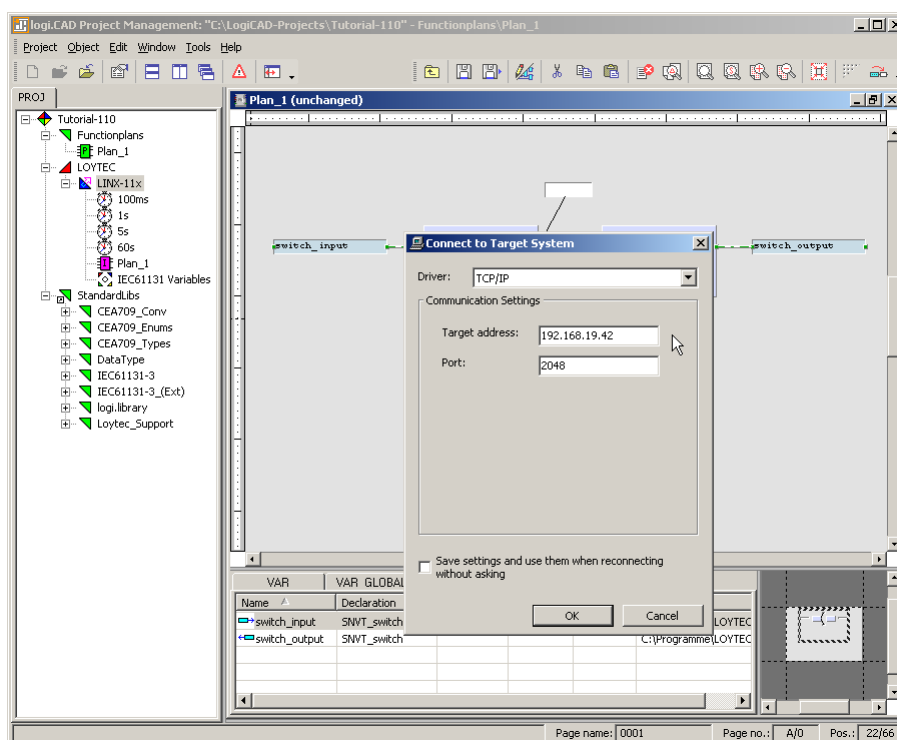 logi.CAD Project Management: "C:\LogiCAD-Projects\Tutorial-110" - Functionplans\Plan_1
Project Object Edit Window Tools Help
PROJ
Tutorial-110
Functionplans
Plan_1
LOYTEC
LINX-11x
100ms
1s
5s
60s
Plan_1
IEC61131 Variables
StandardLibs
CEA709_Conv
CEA709_Enums
CEA709_Types
DataType
IEC61131-3
IEC61131-3_(Ext)
logi.library
Loytec_Support
Plan_1 (unchanged)
switch_input
switch_output
Connect to Target System
Driver: TCP/IP
Communication Settings
Target address: 192.168.19.42
Port: 2048
Save settings and use them when reconnecting
without asking
OK Cancel
VAR VAR GLOBAL
Name Declaration
switch_input SNVT_switch LOYTEC
switch_output SNVT_switch C:\Programme\LOYTEC
Page name: 0001 Page no.: A/0 Pos.: 22/66